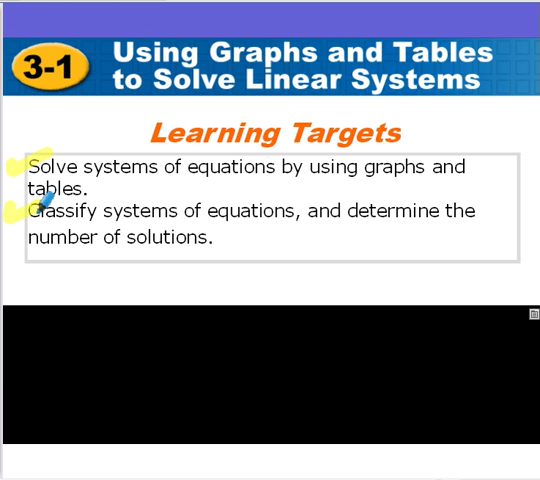 3-1
Using Graphs and Tables
to Solve Linear Systems
Learning Targets
Solve systems of equations by using graphs and
tables.
Classify systems of equations, and determine the
number of solutions.